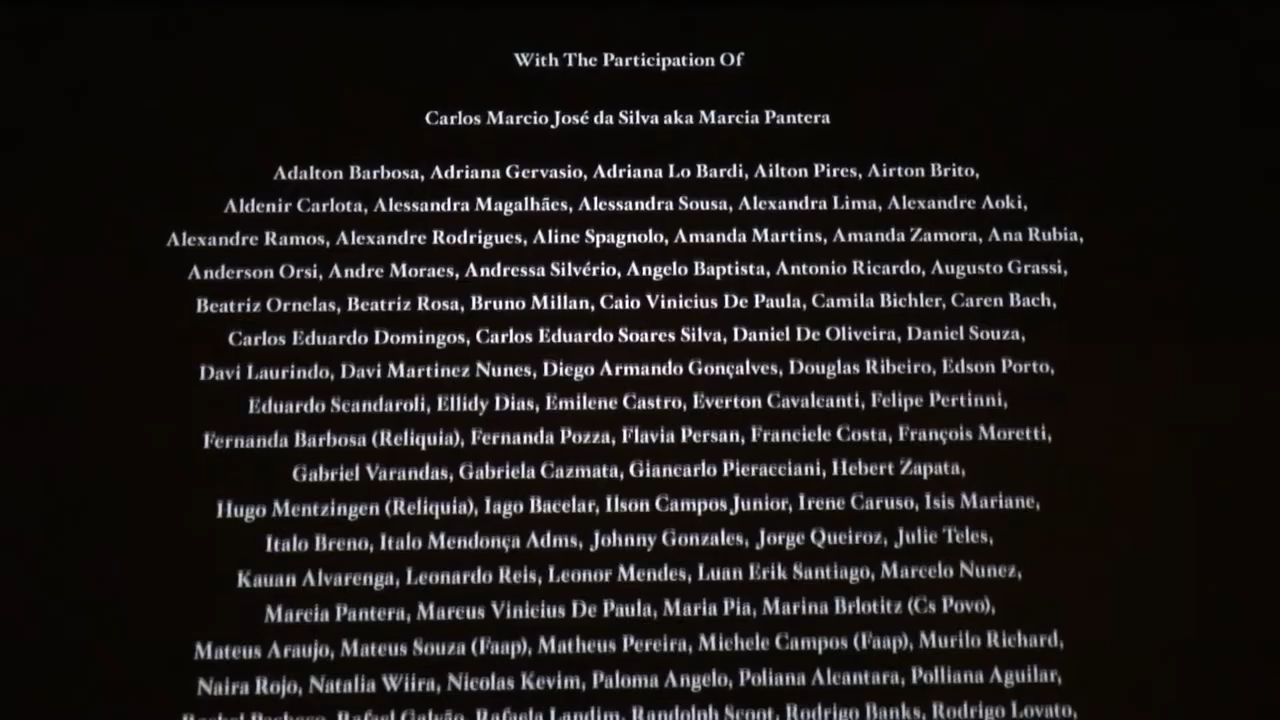 With The Participation Of
Carlos Marcio José da Silva aka Marcia Pantera
Adalton Barbosa, Adriana Gervasio, Adriana Lo Bardi, Ailton Pires, Airton Brito,
Aldenir Carlota, Alessandra Magalhães, Alessandra Sousa, Alexandra Lima, Alexandre Aoki,
Alexandre Ramos, Alexandre Rodrigues, Aline Spagnolo, Amanda Martins, Amanda Zamora, Ana Rubia,
Anderson Orsi, Andre Moraes, Andressa Silvério, Angelo Baptista, Antonio Ricardo, Augusto Grassi,
Beatriz Ornelas, Beatriz Rosa, Bruno Millan, Caio Vinicius De Paula, Camila Bichler, Caren Bach,
Carlos Eduardo Domingos, Carlos Eduardo Soares Silva, Daniel De Oliveira, Daniel Souza,
Davi Laurindo, Davi Martinez Nunes, Diego Armando Gonçalves, Douglas Ribeiro, Edson Porto,
Eduardo Scandaroli, Ellidy Dias, Emilene Castro, Everton Cavalcanti, Felipe Pertinni,
Fernanda Barbosa (Reliquia), Fernanda Pozza, Flavia Persan, Franciele Costa, François Moretti,
Gabriel Varandas, Gabriela Cazmata, Giancarlo Pieracciani, Hebert Zapata,
Hugo Mentzingen (Reliquia), Iago Bacelar, Ilson Campos Junior, Irene Caruso, Isis Mariane,
Italo Breno, Italo Mendonça Adms, Johnny Gonzales, Jorge Queiroz, Julie Teles,
Kauan Alvarenga, Leonardo Reis, Leonor Mendes, Luan Erik Santiago, Marcelo Nunez,
Marcia Pantera, Marcus Vinicius De Paula, Maria Pia, Marina Brlotitz (Cs Povo),
Mateus Araujo, Mateus Souza (Faap), Matheus Pereira, Michele Campos (Faap), Murilo Richard,
Naira Rojo, Natalia Wiira, Nicolas Kevim, Paloma Angelo, Poliana Alcantara, Polliana Aguilar,
Rafael Galvão, Rafaela Landim, Randolph Scoot, Rodrigo Banks, Rodrigo Lovato,